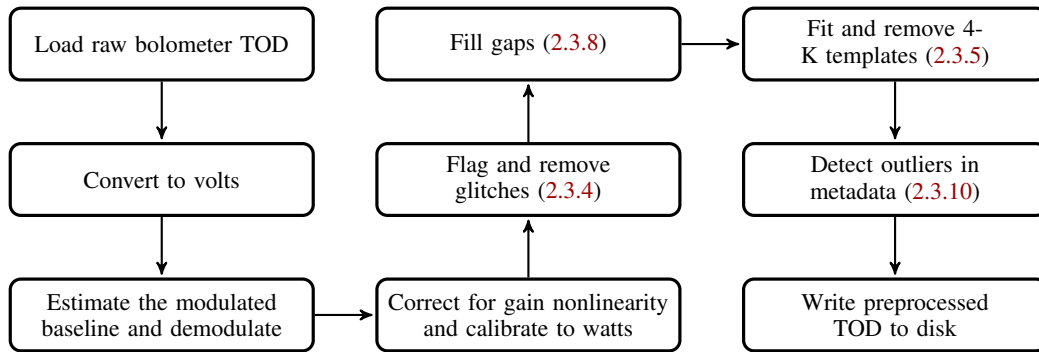 Load raw bolometer TOD
Convert to volts
Estimate the modulated
baseline and demodulate
Correct for gain nonlinearity
and calibrate to watts
Flag and remove
glitches (2.3.4)
Fill gaps (2.3.8)
Fit and remove 4-
K templates (2.3.5)
Detect outliers in
metadata (2.3.10)
Write preprocessed
TOD to disk